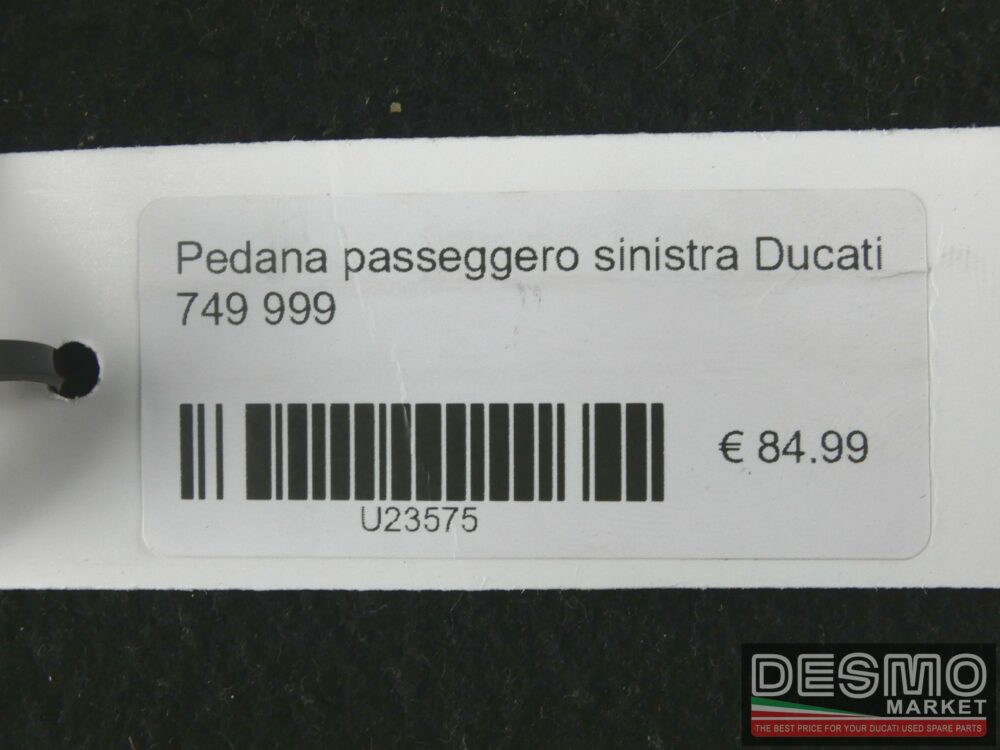 Pedana passeggero sinistra Ducati
749 999
€ 84.99
U23575
DESMO
MARKET
THE BEST PRICE FOR YOUR DUCATI USED SPARE PARTS